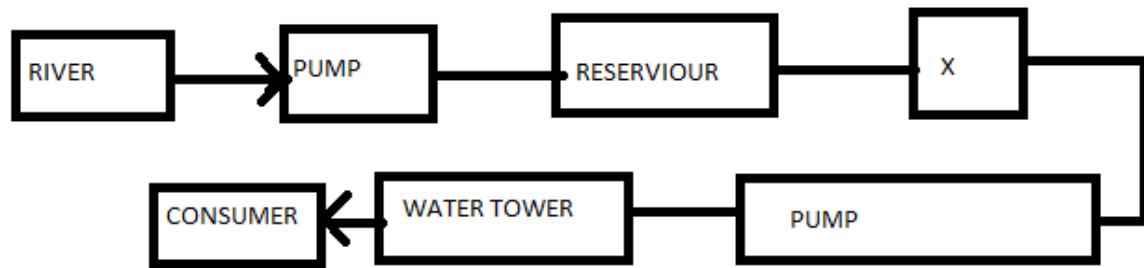 RIVER
PUMP
RESERVIOUR
X
CONSUMER
WATER TOWER
PUMP